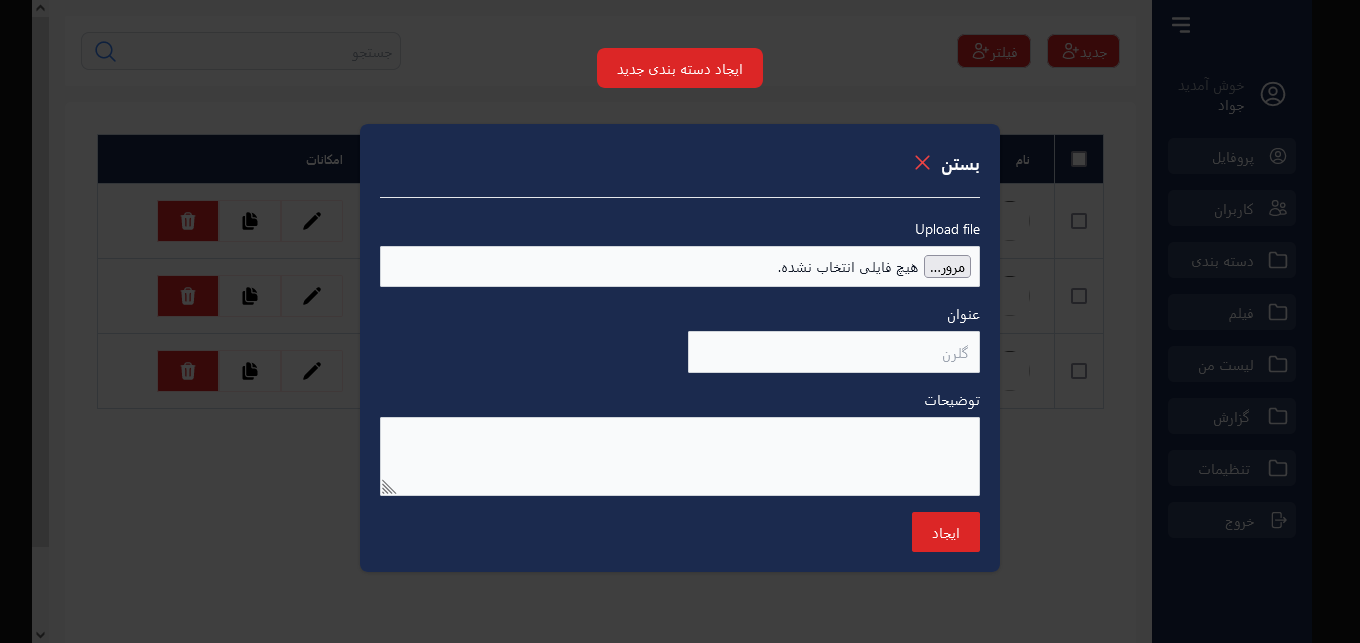 جدید
فیلتر
جستجو
ایجاد دسته بندی جدید
خوش آمدید
جواد
پروفایل
کاربران
دسته بندی
فیلم
لیست من
گزارش
تنظیمات
خروج
نام
امکانات
بستن
Upload file
مرور...
هیچ فایلی انتخاب نشده.
عنوان
گلرن
توضیحات
ایجاد